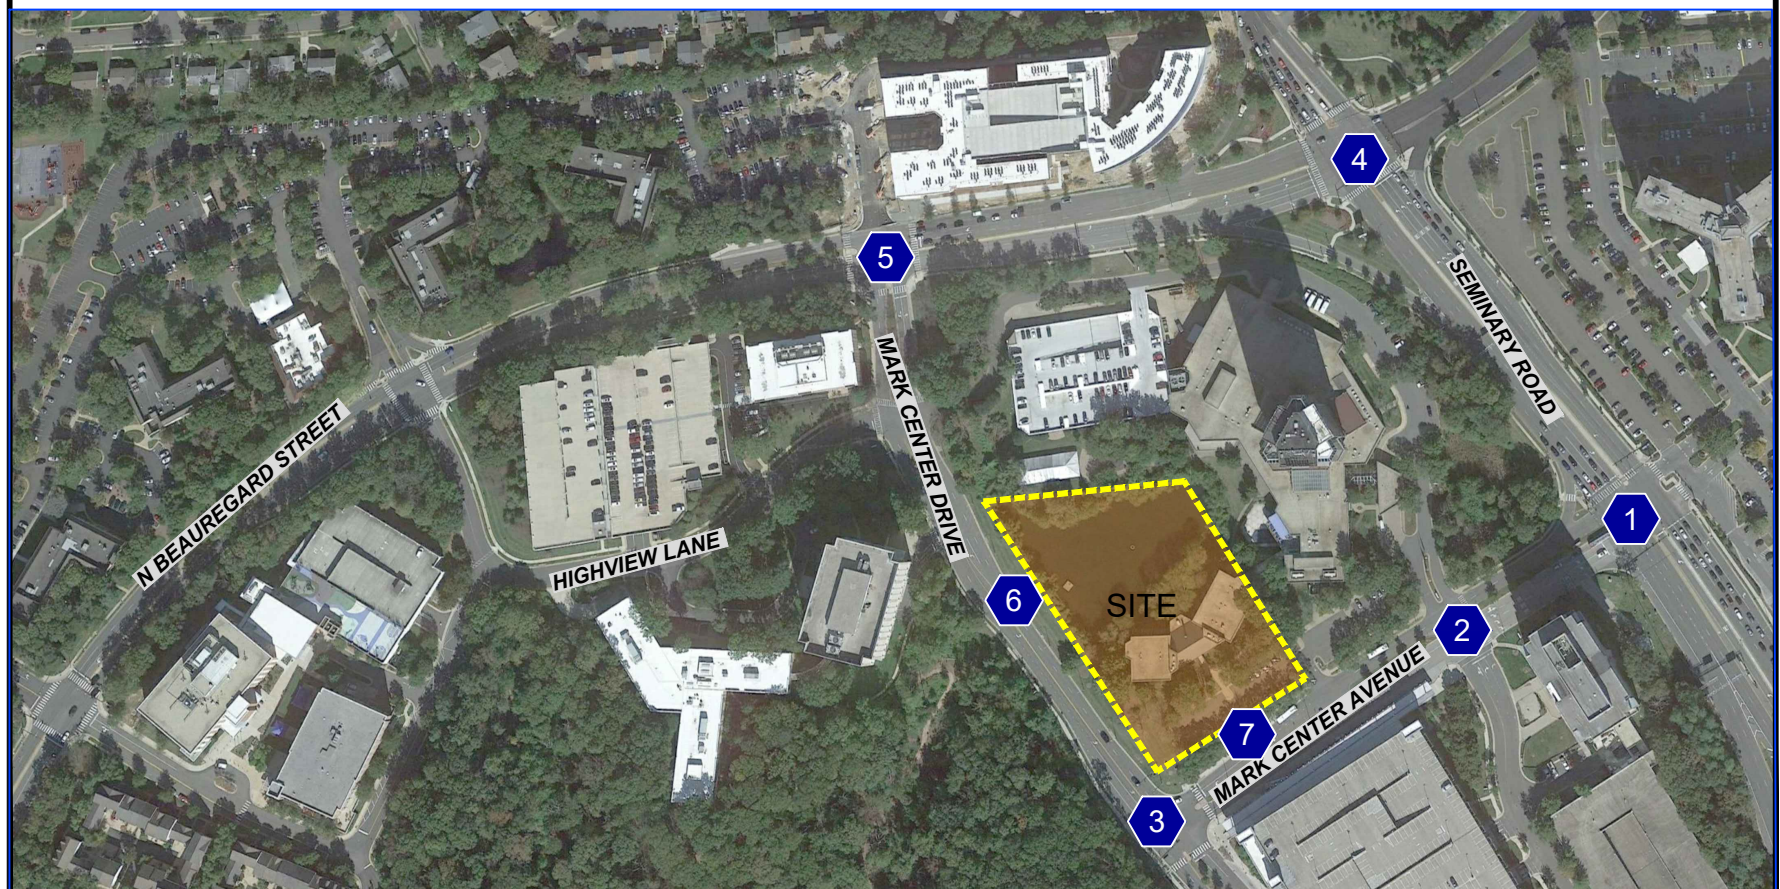 4
5
SEMINARY ROAD
MARK CENTER DRIVE
N BEAUREGARD STREET
HIGHVIEW LANE
1
6
SITE
2
7
MARK CENTER AVENUE
3